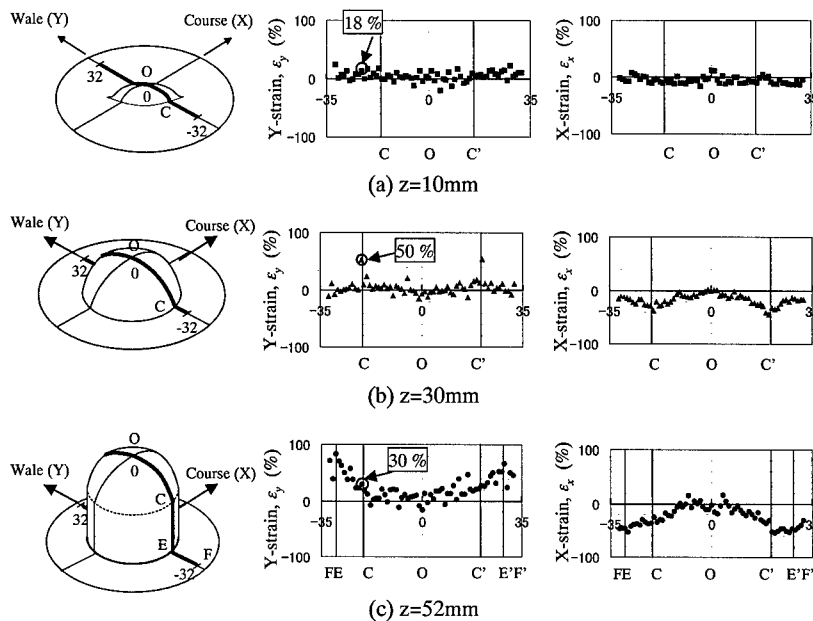 Wale (Y)
Course (X)
32
O
0
C
-32
Y-strain, εy (%)
100
18 %
0
−35
0
35
−100
C
O
C'
X-strain, εx (%)
100
0
−35
0
35
−100
C
O
C'
(a) z=10mm
Wale (Y)
Course (X)
O
32
0
C
-32
Y-strain, εy (%)
100
50 %
0
−35
0
35
−100
C
O
C'
X-strain, εx (%)
100
0
−35
0
3
−100
C
O
C'
(b) z=30mm
O
Wale (Y)
0
Course (X)
C
32
E
F
-32
Y-strain, εy (%)
100
30 %
0
−35
0
35
−100
FE
C
O
C'
E'F'
X-strain, εx (%)
100
0
−35
0
35
−100
FE
C
O
C'
E'F'
(c) z=52mm